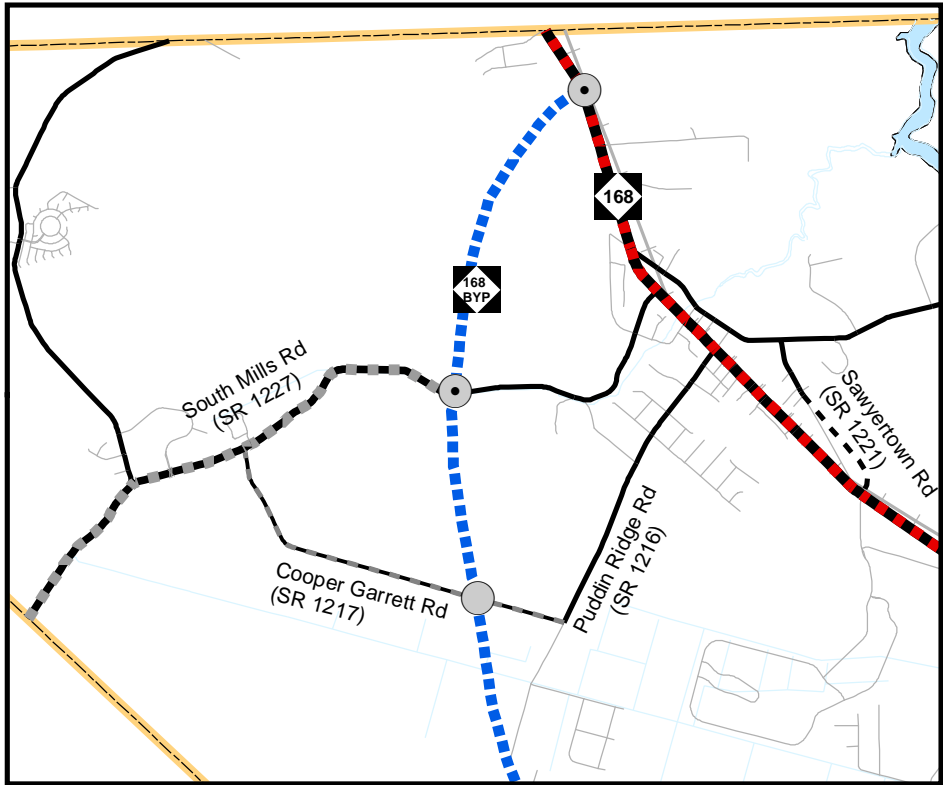 168
168
BYP
South Mills Rd
(SR 1227)
Sawyertown Rd
(SR 1221)
Puddin Ridge Rd
(SR 1216)
Cooper Garrett Rd
(SR 1217)